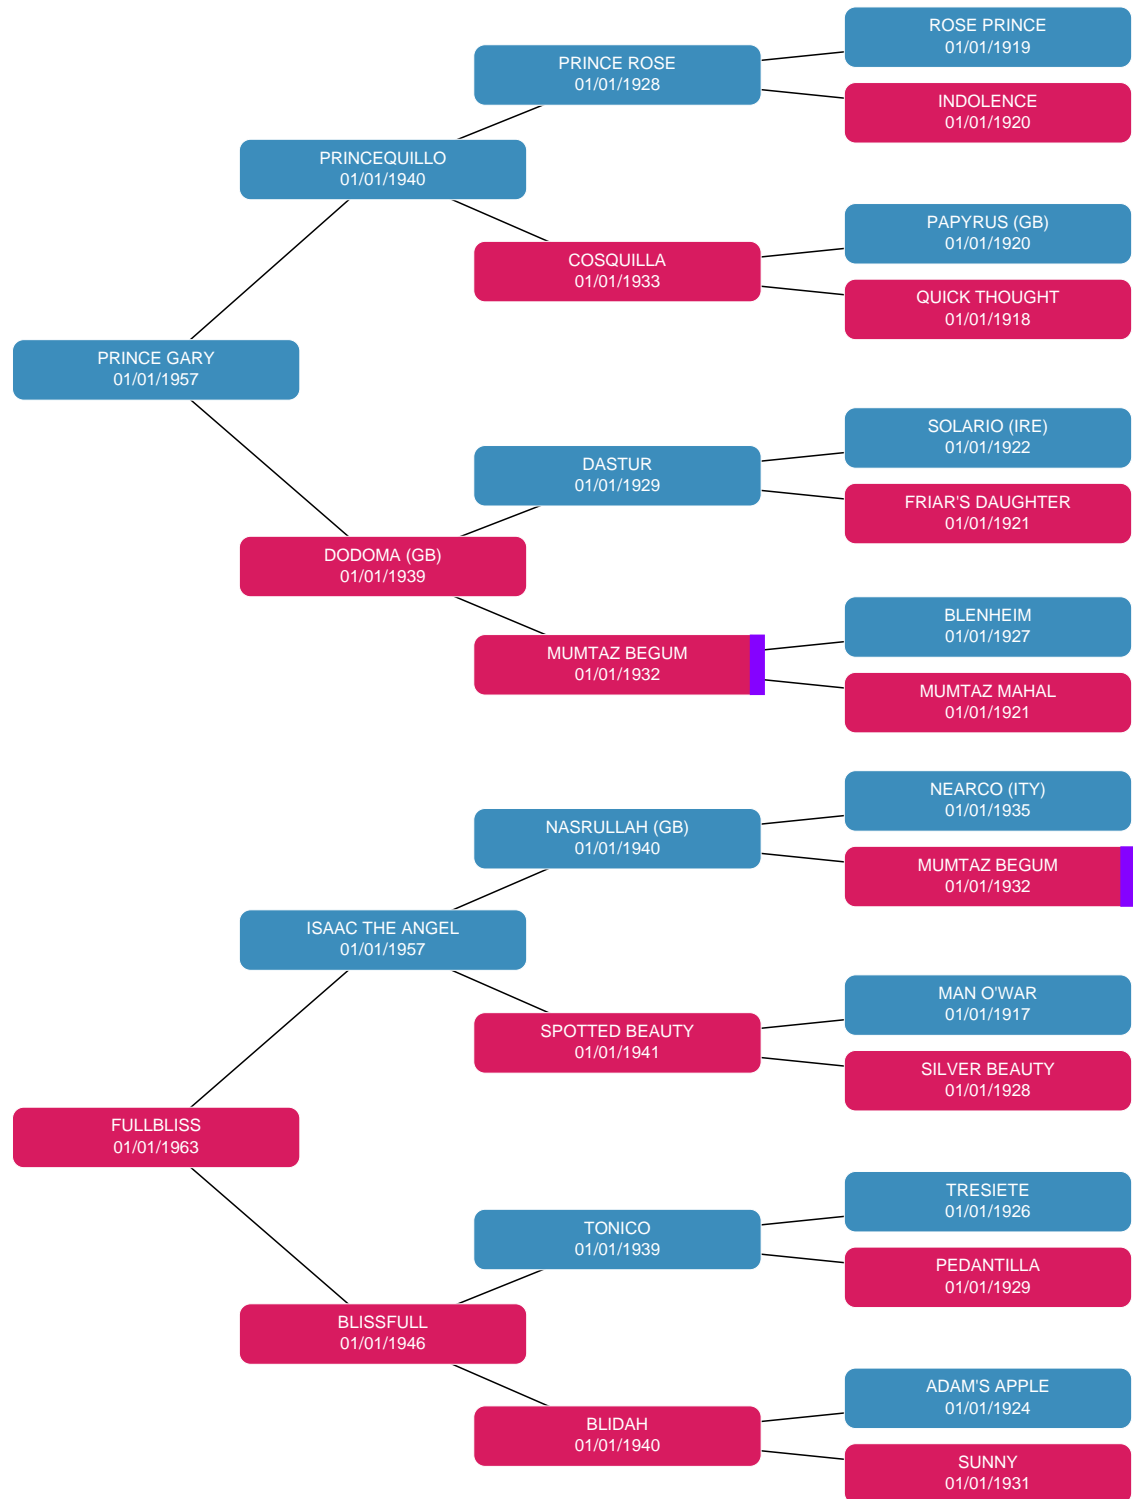 ROSE PRINCE
01/01/1919
PRINCE ROSE
01/01/1928
INDOLENCE
01/01/1920
PRINCEQUILLO
01/01/1940
PAPYRUS (GB)
01/01/1920
COSQUILLA
01/01/1933
QUICK THOUGHT
01/01/1918
PRINCE GARY
01/01/1957
SOLARIO (IRE)
01/01/1922
DASTUR
01/01/1929
FRIAR'S DAUGHTER
01/01/1921
DODOMA (GB)
01/01/1939
BLENHEIM
01/01/1927
MUMTAZ BEGUM
01/01/1932
MUMTAZ MAHAL
01/01/1921
NEARCO (ITY)
01/01/1935
NASRULLAH (GB)
01/01/1940
MUMTAZ BEGUM
01/01/1932
ISAAC THE ANGEL
01/01/1957
MAN O'WAR
01/01/1917
SPOTTED BEAUTY
01/01/1941
SILVER BEAUTY
01/01/1928
FULLBLISS
01/01/1963
TRESIETE
01/01/1926
TONICO
01/01/1939
PEDANTILLA
01/01/1929
BLISSFULL
01/01/1946
ADAM'S APPLE
01/01/1924
BLIDAH
01/01/1940
SUNNY
01/01/1931